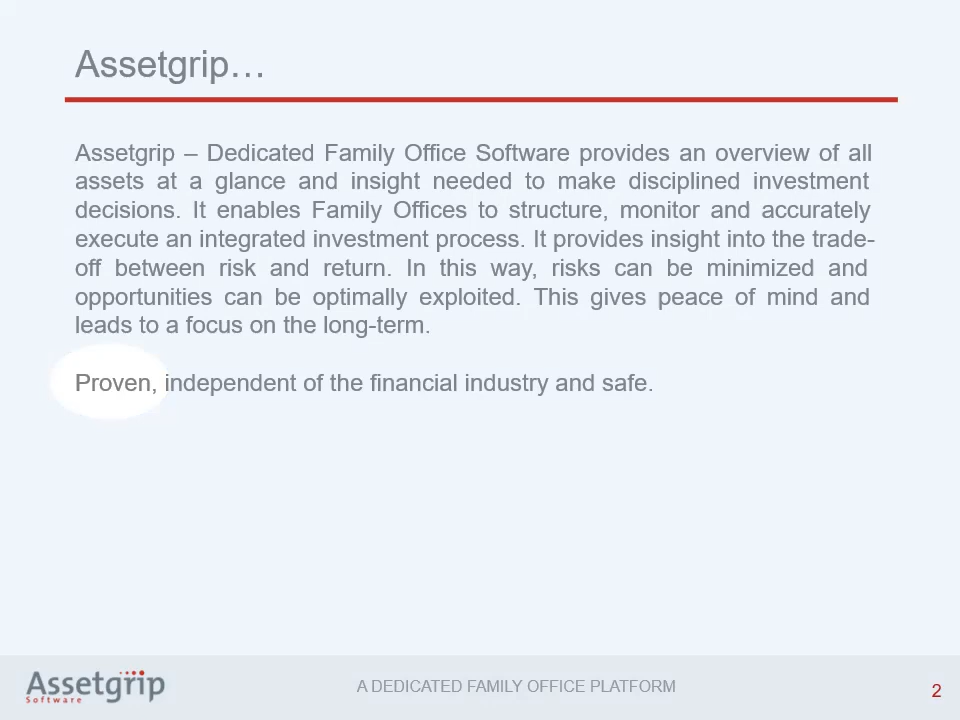 Assetgrip…
Assetgrip – Dedicated Family Office Software provides an overview of all
assets at a glance and insight needed to make disciplined investment
decisions. It enables Family Offices to structure, monitor and accurately
execute an integrated investment process. It provides insight into the trade-
off between risk and return. In this way, risks can be minimized and
opportunities can be optimally exploited. This gives peace of mind and
leads to a focus on the long-term.
Proven, independent of the financial industry and safe.
Assetgrip
Software
A DEDICATED FAMILY OFFICE PLATFORM
2